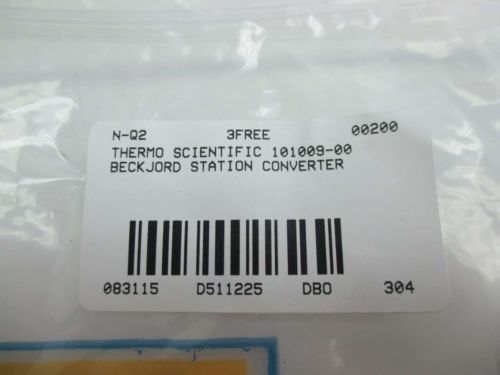 N-Q2 3FREE 00200
THERMO SCIENTIFIC 101009-00
BECKJORD STATION CONVERTER
083115 D511225 DBO 304